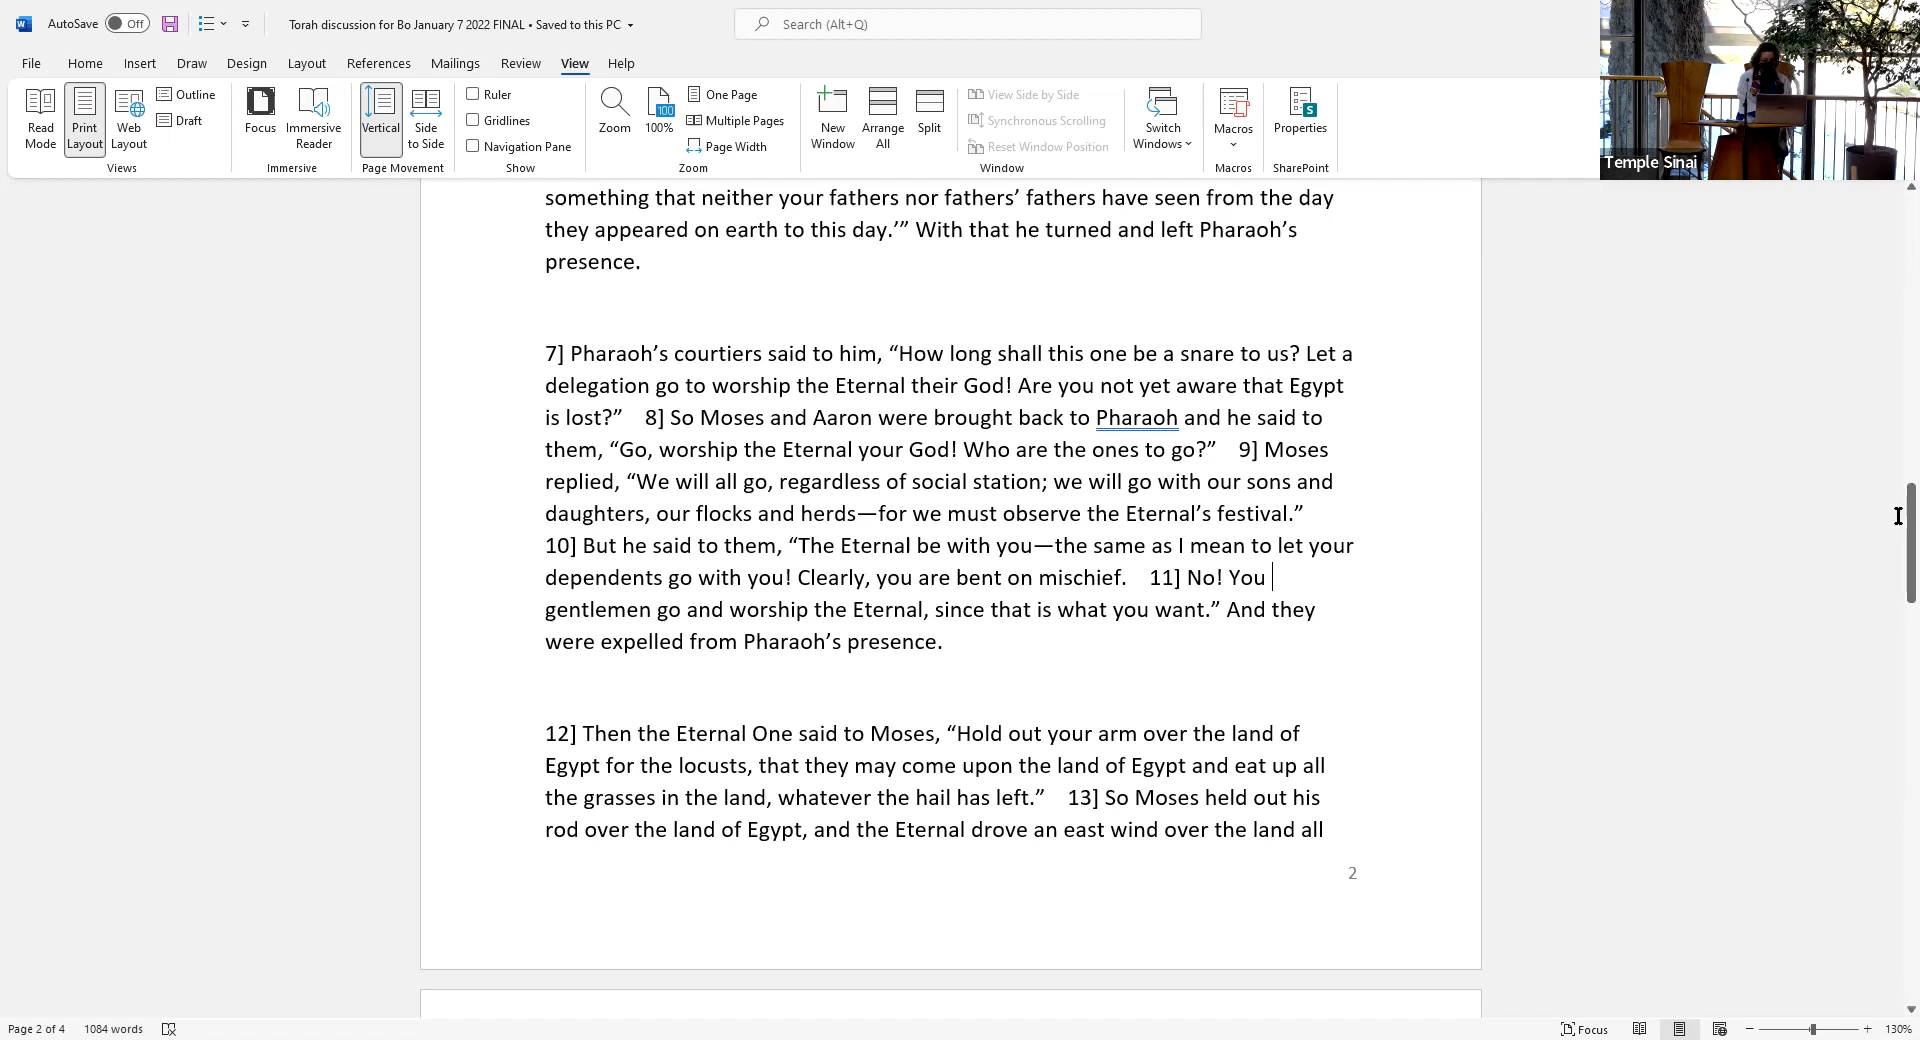 AutoSave Off Torah discussion for Bo January 7 2022 FINAL • Saved to this PC Search (Alt+Q)
File Home Insert Draw Design Layout References Mailings Review View Help
Read Mode
Print Layout
Web Layout
Outline
Draft
Views
Focus
Immersive Reader
Immersive
Vertical
Side to Side
Page Movement
Ruler
Gridlines
Navigation Pane
Show
Zoom
100
100%
One Page
Multiple Pages
Page Width
Zoom
New Window
Arrange All
Split
View Side by Side
Synchronous Scrolling
Reset Window Position
Window
Switch Windows
Macros
Macros
Properties
SharePoint
Temple Sinai
something that neither your fathers nor fathers’ fathers have seen from the day
they appeared on earth to this day.’” With that he turned and left Pharaoh’s
presence.
7] Pharaoh’s courtiers said to him, “How long shall this one be a snare to us? Let a
delegation go to worship the Eternal their God! Are you not yet aware that Egypt
is lost?” 8] So Moses and Aaron were brought back to Pharaoh and he said to
them, “Go, worship the Eternal your God! Who are the ones to go?” 9] Moses
replied, “We will all go, regardless of social station; we will go with our sons and
daughters, our flocks and herds—for we must observe the Eternal’s festival.”
10] But he said to them, “The Eternal be with you—the same as I mean to let your
dependents go with you! Clearly, you are bent on mischief. 11] No! You
gentlemen go and worship the Eternal, since that is what you want.” And they
were expelled from Pharaoh’s presence.
12] Then the Eternal One said to Moses, “Hold out your arm over the land of
Egypt for the locusts, that they may come upon the land of Egypt and eat up all
the grasses in the land, whatever the hail has left.” 13] So Moses held out his
rod over the land of Egypt, and the Eternal drove an east wind over the land all
2
Page 2 of 4 1084 words Focus 130%